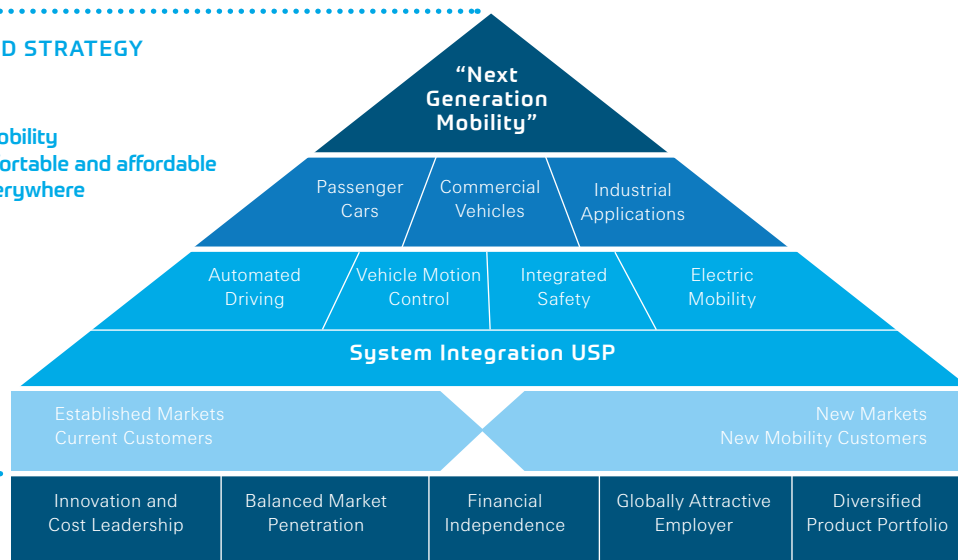 D STRATEGY
obility
ortable and affordable
erywhere
“Next
Generation
Mobility”
Passenger
Cars
Commercial
Vehicles
Industrial
Applications
Automated
Driving
Vehicle Motion
Control
Integrated
Safety
Electric
Mobility
System Integration USP
Established Markets
Current Customers
New Markets
New Mobility Customers
Innovation and
Cost Leadership
Balanced Market
Penetration
Financial
Independence
Globally Attractive
Employer
Diversified
Product Portfolio